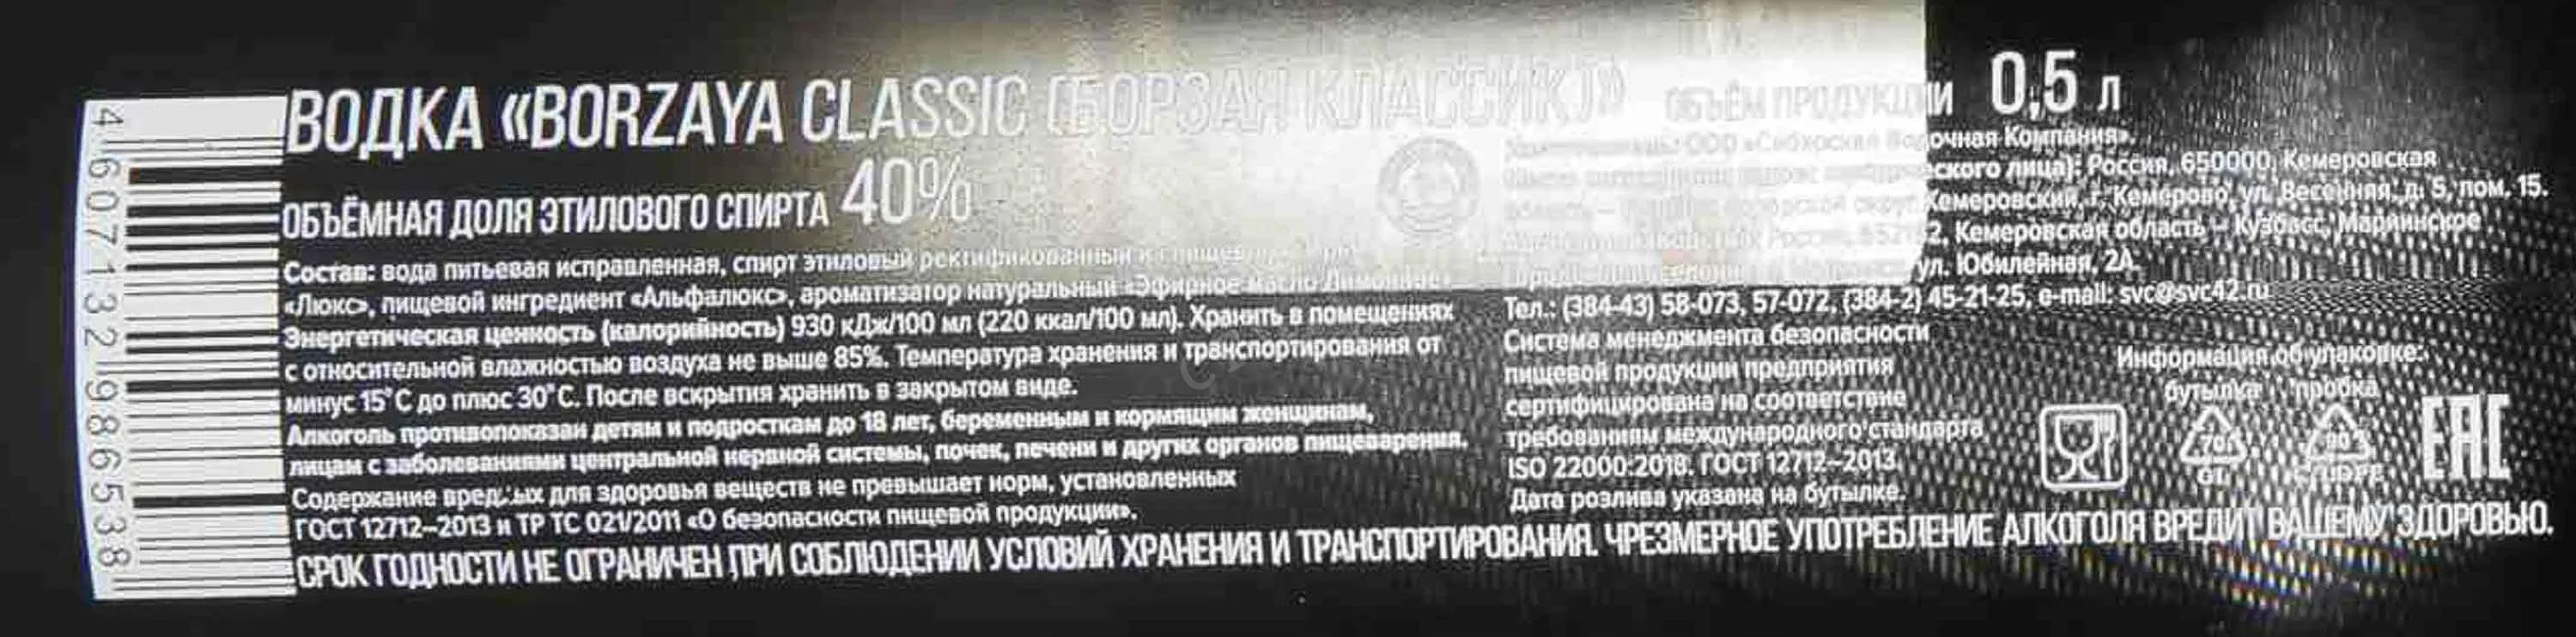 4 607132 986538
ВОДКА «BORZAYA CLASSIC (БОРЗАЯ КЛАССИК)»
ОБЪЁМНАЯ ДОЛЯ ЭТИЛОВОГО СПИРТА 40%
Состав: вода питьевая исправленная, спирт этиловый ректификованный из пищевого
«Люкс», пищевой ингредиент «Альфалюкс», ароматизатор натуральный «Эфирное масло
Энергетическая ценность (калорийность) 930 кДж/100 мл (220 ккал/100 мл). Хранить в помещениях
с относительной влажностью воздуха не выше 85%. Температура хранения и транспортирования от
минус 15°С до плюс 30°С. После вскрытия хранить в закрытом виде.
Алкоголь противопоказан детям и подросткам до 18 лет, беременным и кормящим женщинам,
лицам с заболеваниями центральной нервной системы, почек, печени и других органов пищеварения.
Содержание вредных для здоровья веществ не превышает норм, установленных
ГОСТ 12712–2013 и ТР ТС 021/2011 «О безопасности пищевой продукции».
ОБЪЁМ ПРОДУКЦИИ 0,5 л
ООО Водочная Компания».
лица): Россия, 650000, Кемеровская
область – округ Кемеровский, г. Кемерово, ул. Весенняя, д. 5, пом. 15.
Кемеровская область – Кузбасс, Мариинское
ул. Юбилейная, 2А.
Тел.: (384-43) 58-073, 57-072, (384-2) 45-21-25, e-mail: svc@svc42.ru
Система менеджмента безопасности
пищевой продукции предприятия
сертифицирована на соответствие
требованиям международного стандарта
ISO 22000:2018. ГОСТ 12712–2013.
Дата розлива указана на бутылке.
Информация об упаковке:
бутылка пробка
70 GL
EAC
СРОК ГОДНОСТИ НЕ ОГРАНИЧЕН ПРИ СОБЛЮДЕНИИ УСЛОВИЙ ХРАНЕНИЯ И ТРАНСПОРТИРОВАНИЯ. ЧРЕЗМЕРНОЕ УПОТРЕБЛЕНИЕ АЛКОГОЛЯ ВРЕДИТ ВАШЕМУ ЗДОРОВЬЮ.